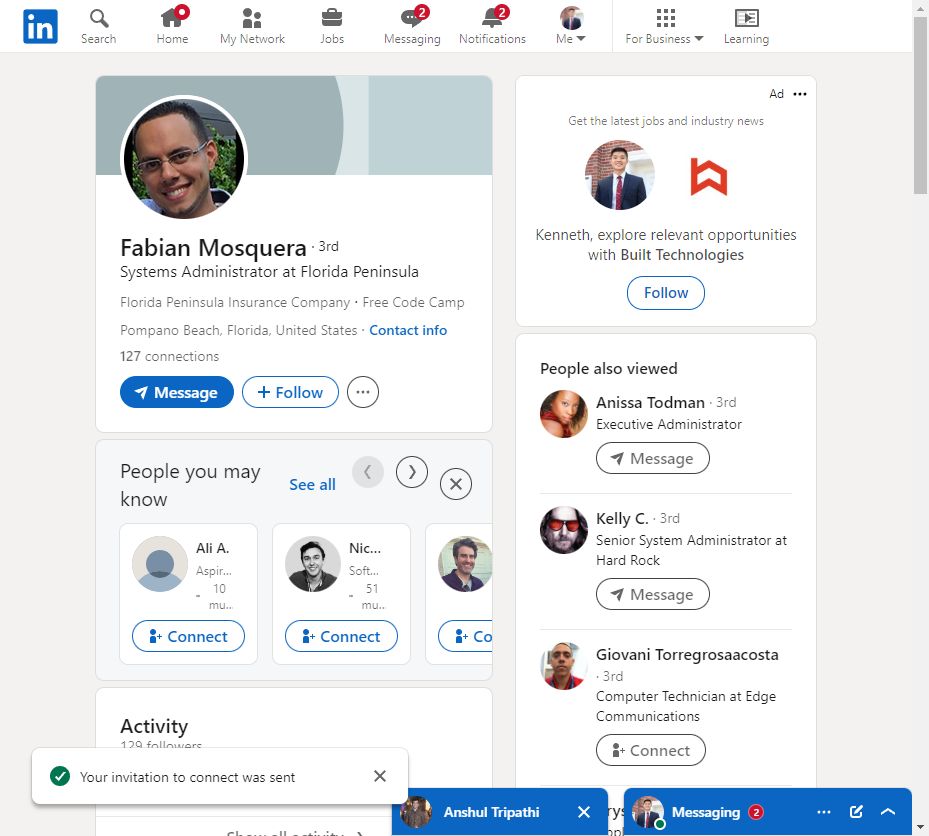 in
Search
Home
My Network
Jobs
2
Messaging
2
Notifications
Me
For Business
Learning
Fabian Mosquera · 3rd
Systems Administrator at Florida Peninsula
Florida Peninsula Insurance Company · Free Code Camp
Pompano Beach, Florida, United States · Contact info
127 connections
Message
+ Follow
···
People you may
know
See all
Ali A.
Aspir...
10
mu...
Connect
Nic...
Soft...
51
mu...
Connect
Co
Activity
129 followers
Your invitation to connect was sent
Show all activity
Ad ···
Get the latest jobs and industry news
Kenneth, explore relevant opportunities
with Built Technologies
Follow
People also viewed
Anissa Todman · 3rd
Executive Administrator
Message
Kelly C. · 3rd
Senior System Administrator at
Hard Rock
Message
Giovani Torregrosaacosta
· 3rd
Computer Technician at Edge
Communications
Connect
Anshul Tripathi
Messaging 2
···